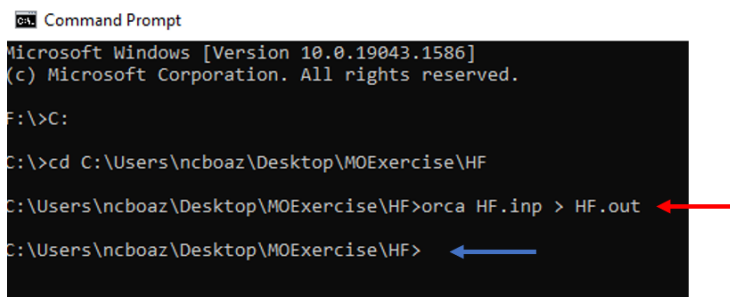 Command Prompt
Microsoft Windows [Version 10.0.19043.1586]
(c) Microsoft Corporation. All rights reserved.
F:\>C:
C:\>cd C:\Users\ncboaz\Desktop\MOExercise\HF
C:\Users\ncboaz\Desktop\MOExercise\HF>orca HF.inp > HF.out
C:\Users\ncboaz\Desktop\MOExercise\HF>